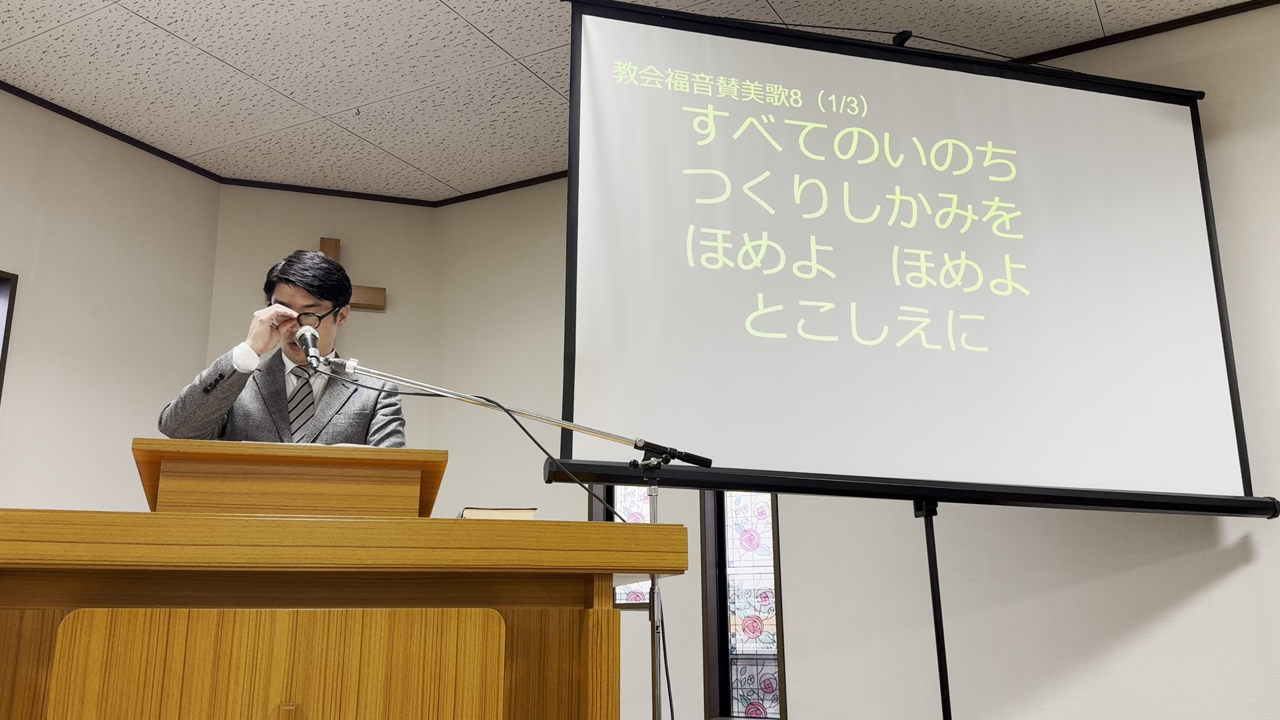 教会福音賛美歌8（1/3）
すべてのいのち
つくりしかみを
ほめよ　ほめよ
とこしえに